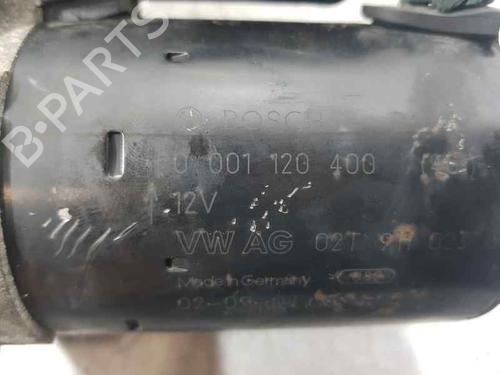 BOSCH
0 001 120 400
12V
VW AG 02T 911 023
Made in Germany
B-PARTS